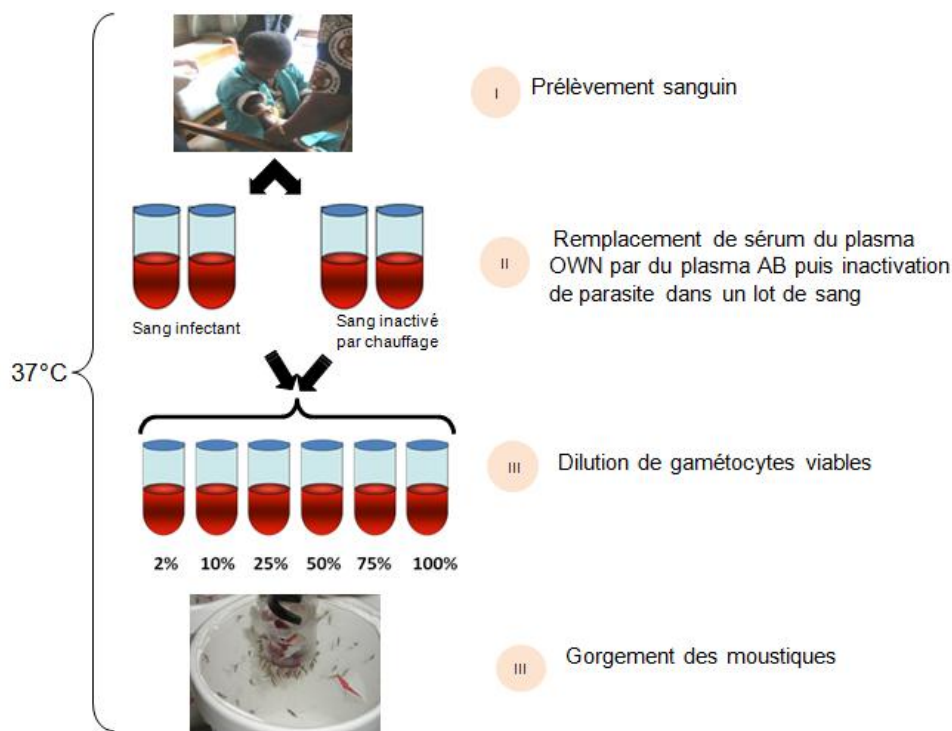 I
Prélèvement sanguin
Sang infectant
Sang inactivé
par chauffage
II
Remplacement de sérum du plasma
OWN par du plasma AB puis inactivation
de parasite dans un lot de sang
37°C
III
Dilution de gamétocytes viables
2% 10% 25% 50% 75% 100%
III
Gorgement des moustiques